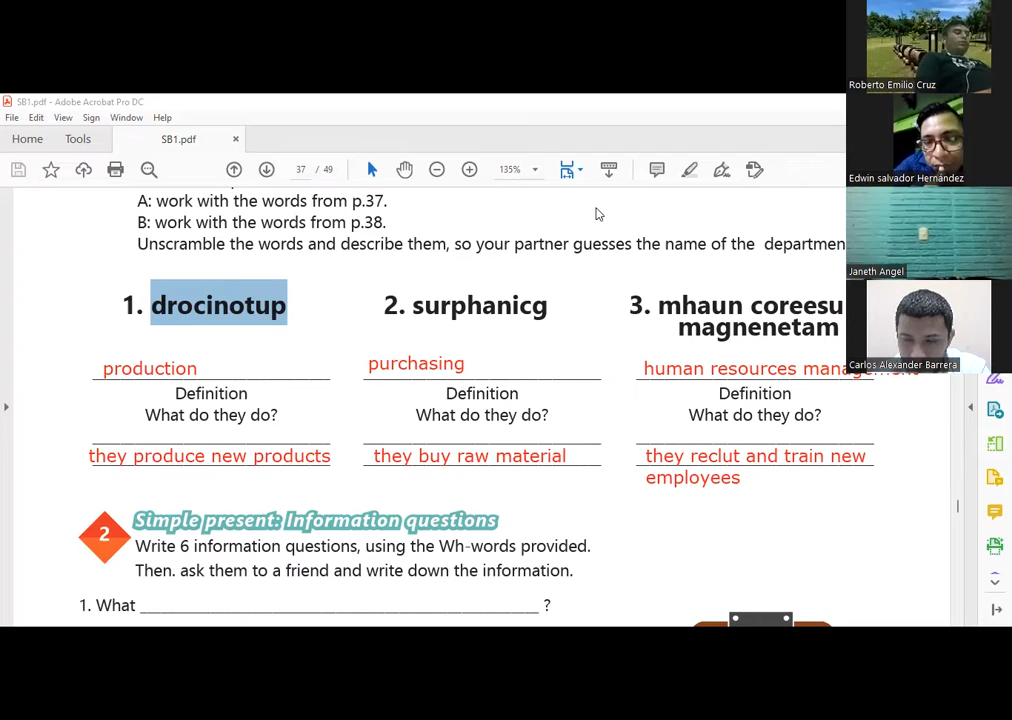 SB1.pdf - Adobe Acrobat Pro DC
File Edit View Sign Window Help
Home Tools SB1.pdf ×
37 / 49 135%
A: work with the words from p.37.
B: work with the words from p.38.
Unscramble the words and describe them, so your partner guesses the name of the departmen
1. drocinotup 2. surphanicg 3. mhaun coreesu
magnenetam
production purchasing human resources management
Definition Definition Definition
What do they do? What do they do? What do they do?
they produce new products they buy raw material they reclut and train new
employees
2 Simple present: Information questions
Write 6 information questions, using the Wh-words provided.
Then. ask them to a friend and write down the information.
1. What ______ ?
Roberto Emilio Cruz
Edwin salvador Hernández
Janeth Angel
Carlos Alexander Barrera